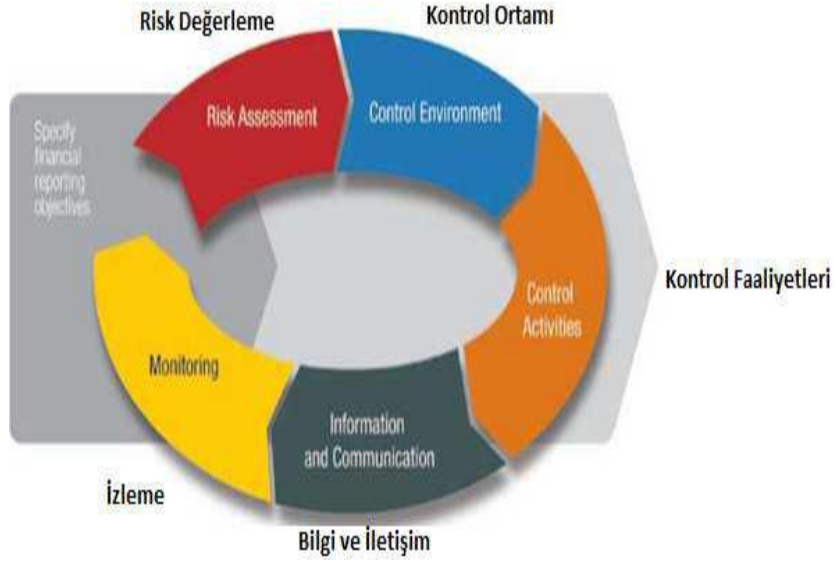 Risk Değerleme
Kontrol Ortamı
Risk Assessment
Control Environment
Specify
financial
reporting
objectives
Kontrol Faaliyetleri
Control
Activities
Monitoring
Information
and Communication
İzleme
Bilgi ve İletişim